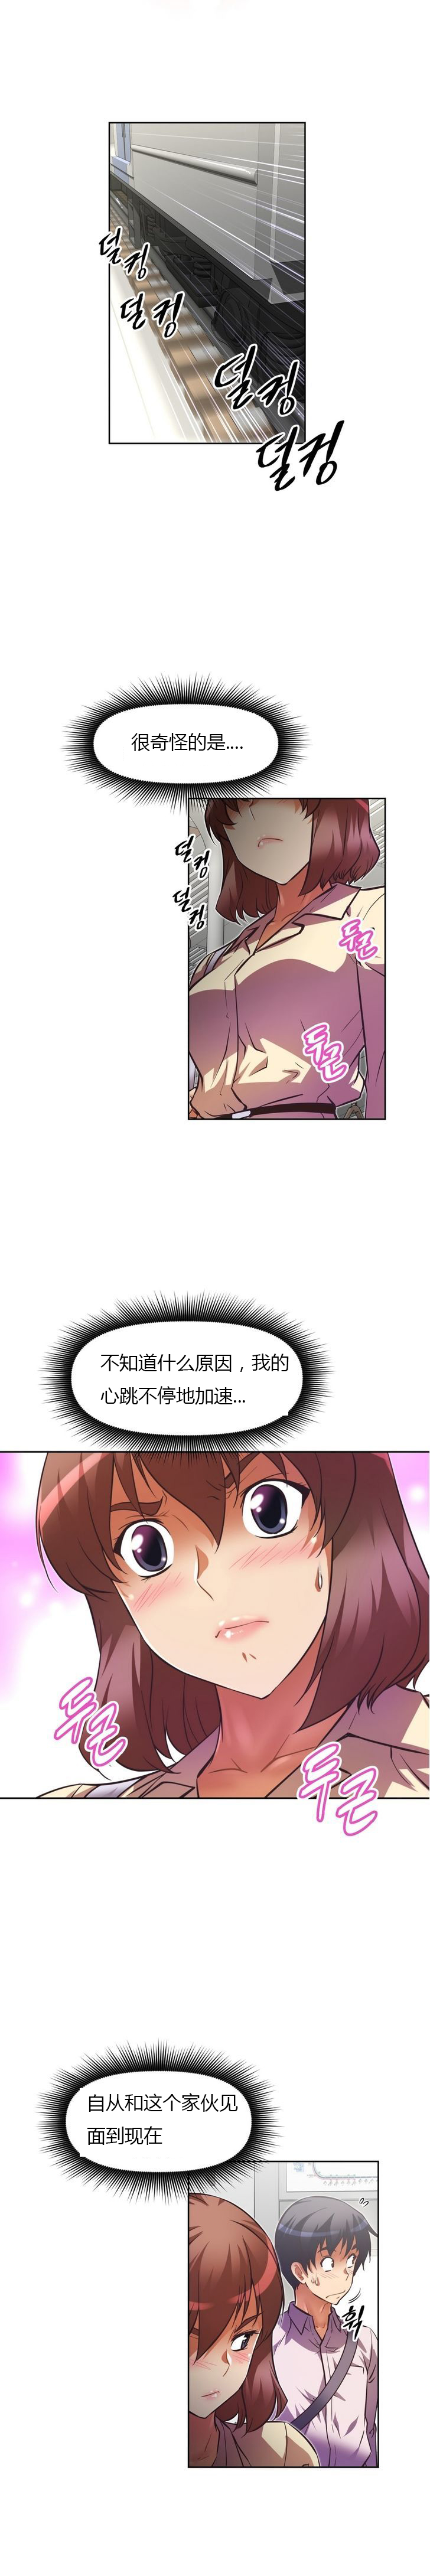 덜컹
덜컹
덜컹
덜컹
很奇怪的是....
덜컹
덜컹
두근
두근
不知道什么原因，我的
心跳不停地加速...
두근
두근
自从和这个家伙见
面到现在
휙